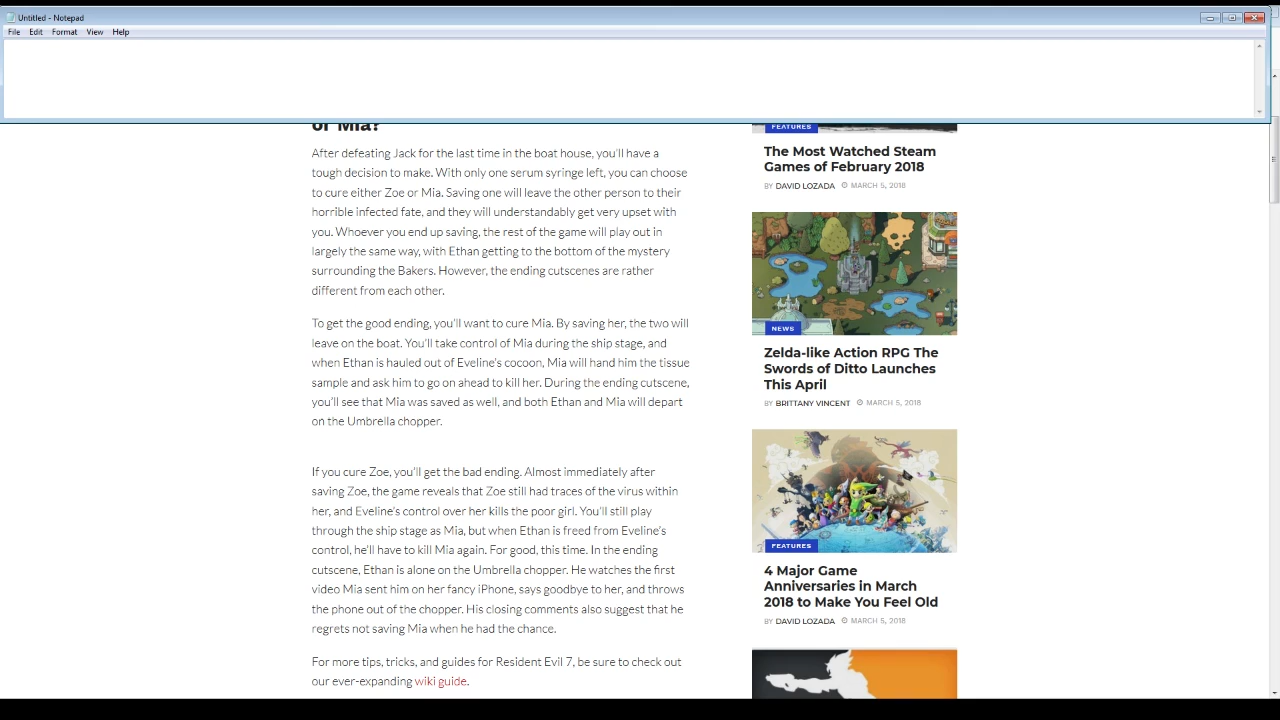 Untitled - Notepad
File Edit Format View Help
or Mia?
After defeating Jack for the last time in the boat house, you'll have a
tough decision to make. With only one serum syringe left, you can choose
to cure either Zoe or Mia. Saving one will leave the other person to their
horrible infected fate, and they will understandably get very upset with
you. Whoever you end up saving, the rest of the game will play out in
largely the same way, with Ethan getting to the bottom of the mystery
surrounding the Bakers. However, the ending cutscenes are rather
different from each other.
To get the good ending, you'll want to cure Mia. By saving her, the two will
leave on the boat. You'll take control of Mia during the ship stage, and
when Ethan is hauled out of Eveline's cocoon, Mia will hand him the tissue
sample and ask him to go on ahead to kill her. During the ending cutscene,
you'll see that Mia was saved as well, and both Ethan and Mia will depart
on the Umbrella chopper.
If you cure Zoe, you'll get the bad ending. Almost immediately after
saving Zoe, the game reveals that Zoe still had traces of the virus within
her, and Eveline's control over her kills the poor girl. You'll still play
through the ship stage as Mia, but when Ethan is freed from Eveline's
control, he'll have to kill Mia again. For good, this time. In the ending
cutscene, Ethan is alone on the Umbrella chopper. He watches the first
video Mia sent him on her fancy iPhone, says goodbye to her, and throws
the phone out of the chopper. His closing comments also suggest that he
regrets not saving Mia when he had the chance.
For more tips, tricks, and guides for Resident Evil 7, be sure to check out
our ever-expanding wiki guide.
FEATURES
The Most Watched Steam
Games of February 2018
BY DAVID LOZADA MARCH 5, 2018
NEWS
Zelda-like Action RPG The
Swords of Ditto Launches
This April
BY BRITTANY VINCENT MARCH 5, 2018
FEATURES
4 Major Game
Anniversaries in March
2018 to Make You Feel Old
BY DAVID LOZADA MARCH 5, 2018